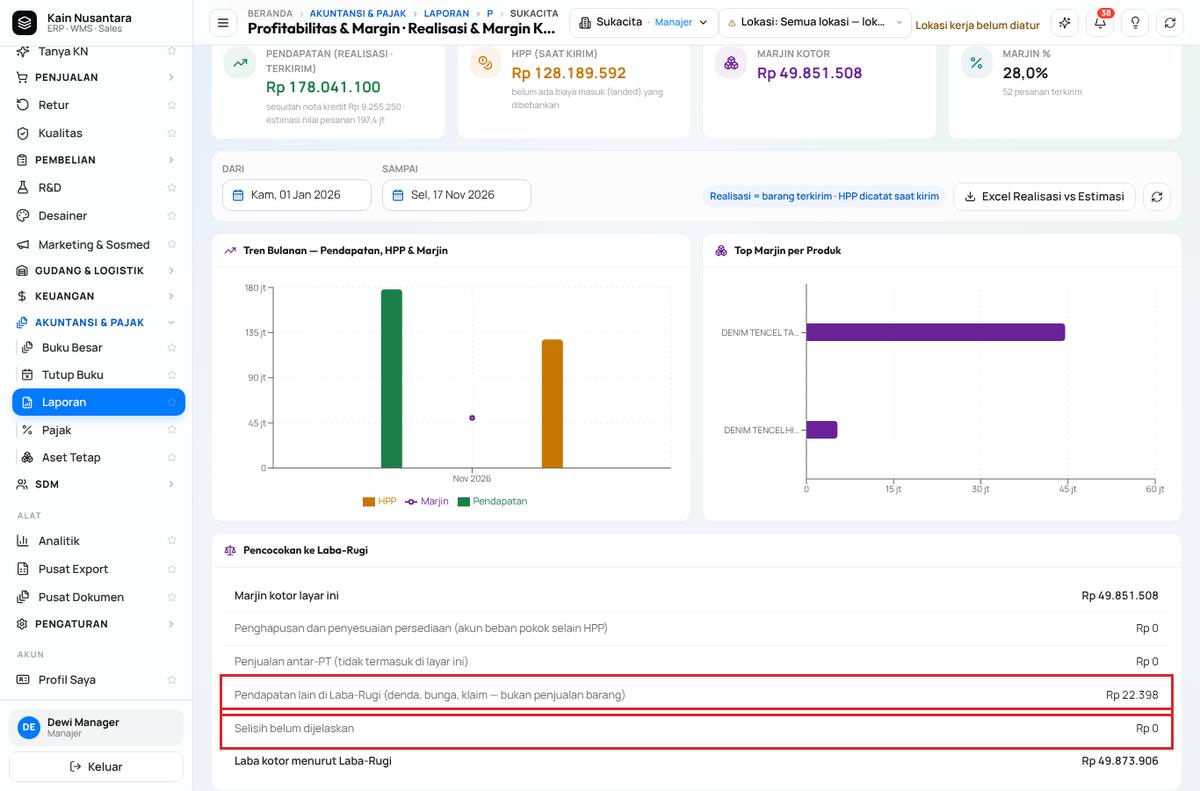 Kain Nusantara
ERP · WMS · Sales
Tanya KN
PENJUALAN
Retur
Kualitas
PEMBELIAN
R&D
Desainer
Marketing & Sosmed
GUDANG & LOGISTIK
KEUANGAN
AKUNTANSI & PAJAK
Buku Besar
Tutup Buku
Laporan
Pajak
Aset Tetap
SDM
ALAT
Analitik
Pusat Export
Pusat Dokumen
PENGATURAN
AKUN
Profil Saya
DE
Dewi Manager
Manajer
Keluar
BERANDA › AKUNTANSI & PAJAK › LAPORAN › P › SUKACITA
Profitabilitas & Margin · Realisasi & Margin K...
Sukacita · Manajer
Lokasi: Semua lokasi — lok...
Lokasi kerja belum diatur
38
PENDAPATAN (REALISASI · TERKIRIM)
Rp 178.041.100
sesudah nota kredit Rp 9.255.250 ·
estimasi nilai pesanan 197,4 jt
HPP (SAAT KIRIM)
Rp 128.189.592
belum ada biaya masuk (landed) yang
dibebankan
MARJIN KOTOR
Rp 49.851.508
MARJIN %
28,0%
52 pesanan terkirim
DARI
Kam, 01 Jan 2026
SAMPAI
Sel, 17 Nov 2026
Realisasi = barang terkirim · HPP dicatat saat kirim
Excel Realisasi vs Estimasi
Tren Bulanan — Pendapatan, HPP & Marjin
180 jt
135 jt
90 jt
45 jt
0
Nov 2026
HPP
Marjin
Pendapatan
Top Marjin per Produk
DENIM TENCEL TA...
DENIM TENCEL HI...
0
15 jt
30 jt
45 jt
60 jt
Pencocokan ke Laba-Rugi
Marjin kotor layar ini Rp 49.851.508
Penghapusan dan penyesuaian persediaan (akun beban pokok selain HPP) Rp 0
Penjualan antar-PT (tidak termasuk di layar ini) Rp 0
Pendapatan lain di Laba-Rugi (denda, bunga, klaim — bukan penjualan barang) Rp 22.398
Selisih belum dijelaskan Rp 0
Laba kotor menurut Laba-Rugi Rp 49.873.906